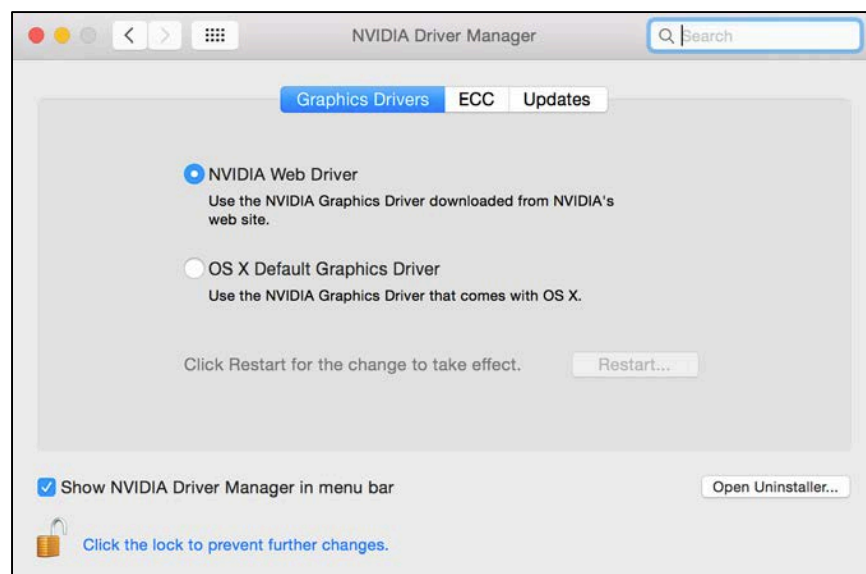 NVIDIA Driver Manager
Search
Graphics Drivers ECC Updates
NVIDIA Web Driver
Use the NVIDIA Graphics Driver downloaded from NVIDIA's
web site.
OS X Default Graphics Driver
Use the NVIDIA Graphics Driver that comes with OS X.
Click Restart for the change to take effect. Restart...
Show NVIDIA Driver Manager in menu bar
Open Uninstaller...
Click the lock to prevent further changes.